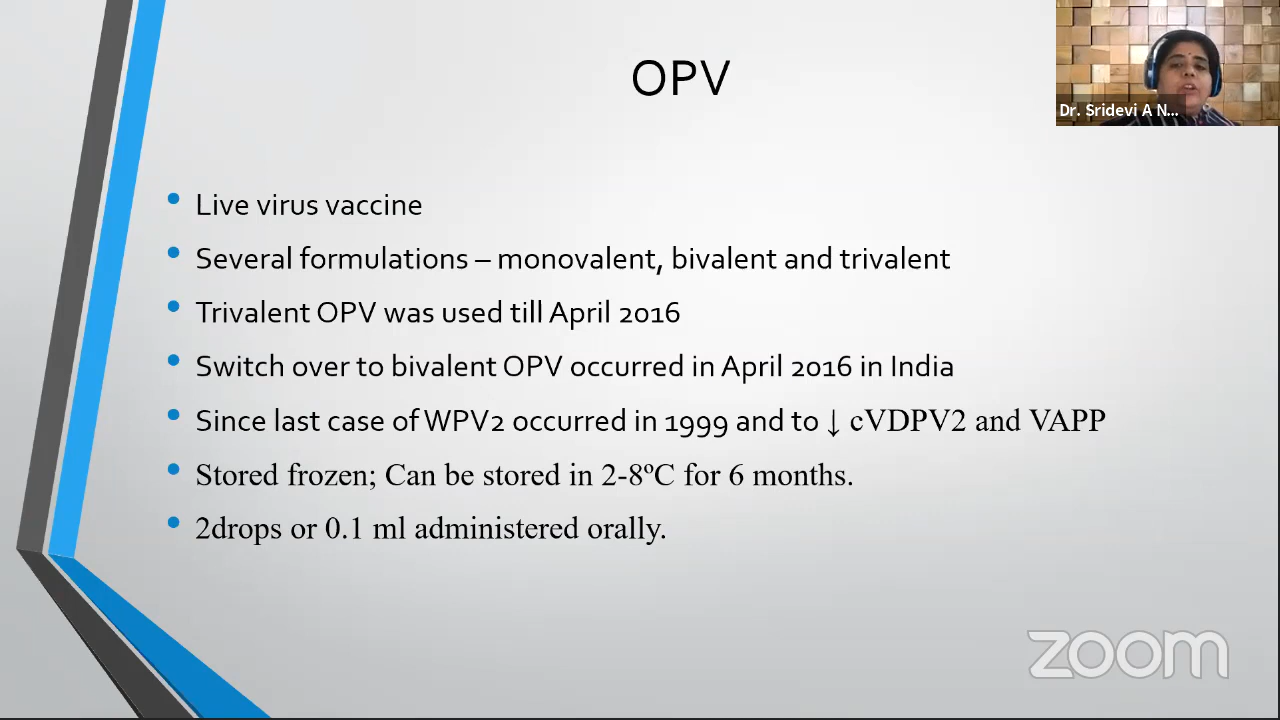 OPV
Dr. Sridevi A N...
• Live virus vaccine
• Several formulations – monovalent, bivalent and trivalent
• Trivalent OPV was used till April 2016
• Switch over to bivalent OPV occurred in April 2016 in India
• Since last case of WPV2 occurred in 1999 and to ↓ cVDPV2 and VAPP
• Stored frozen; Can be stored in 2-8ºC for 6 months.
• 2drops or 0.1 ml administered orally.
zoom